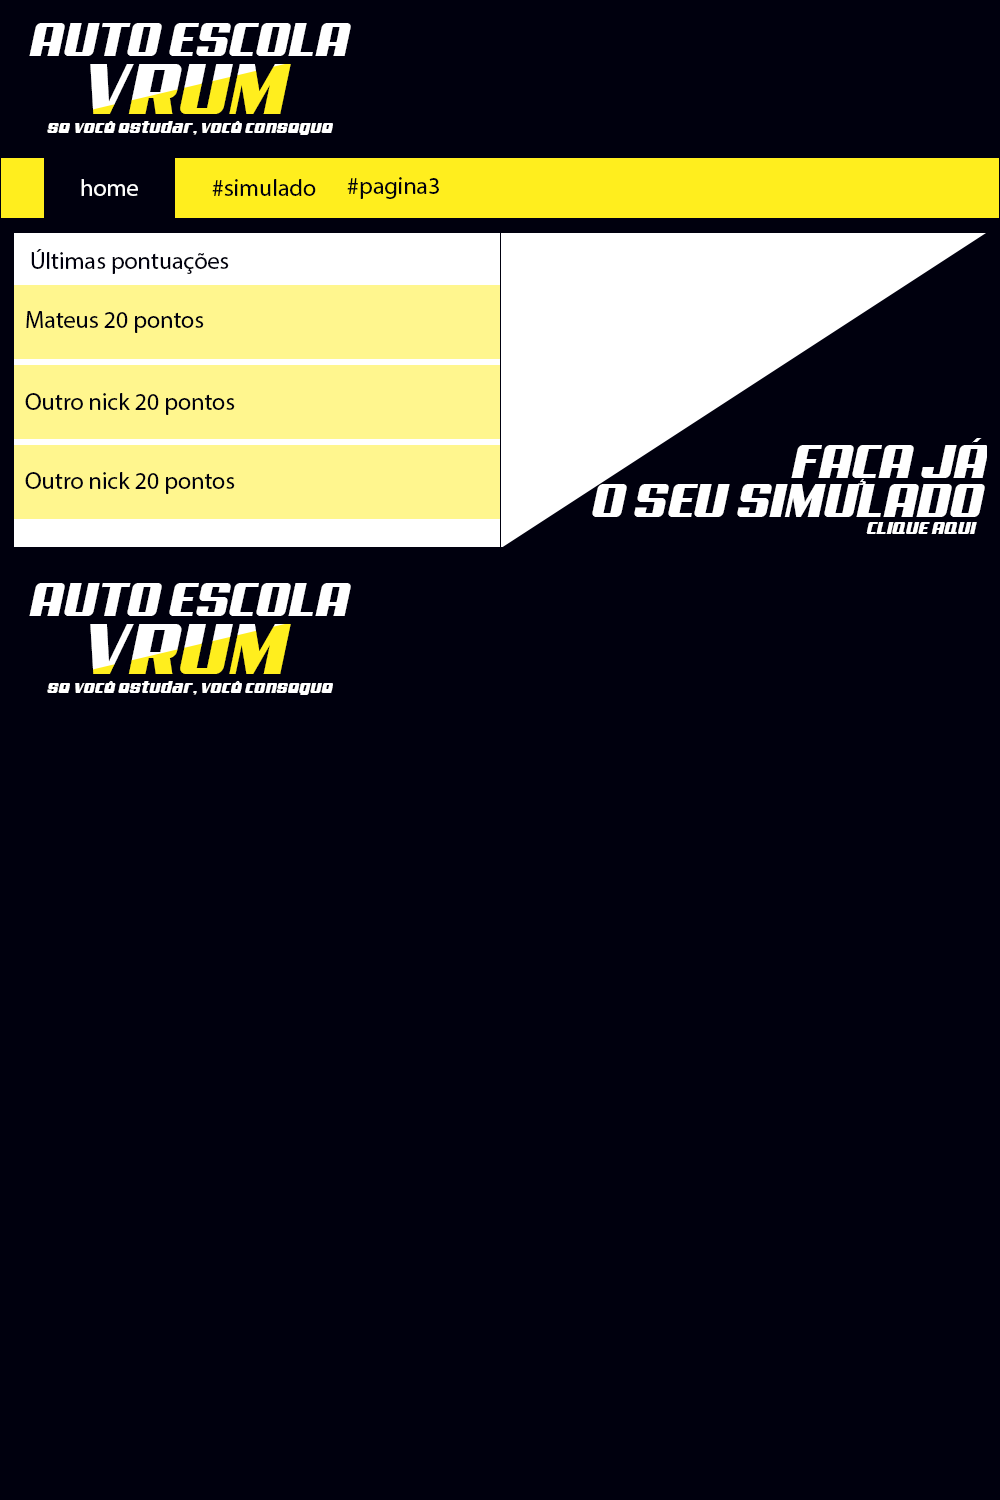 AUTO ESCOLA
VRUM
se você estudar, você consegue
home #simulado #pagina3
Últimas pontuações
Mateus 20 pontos
Outro nick 20 pontos
Outro nick 20 pontos
FAÇA JÁ
O SEU SIMULADO
CLIQUE AQUI
AUTO ESCOLA
VRUM
se você estudar, você consegue